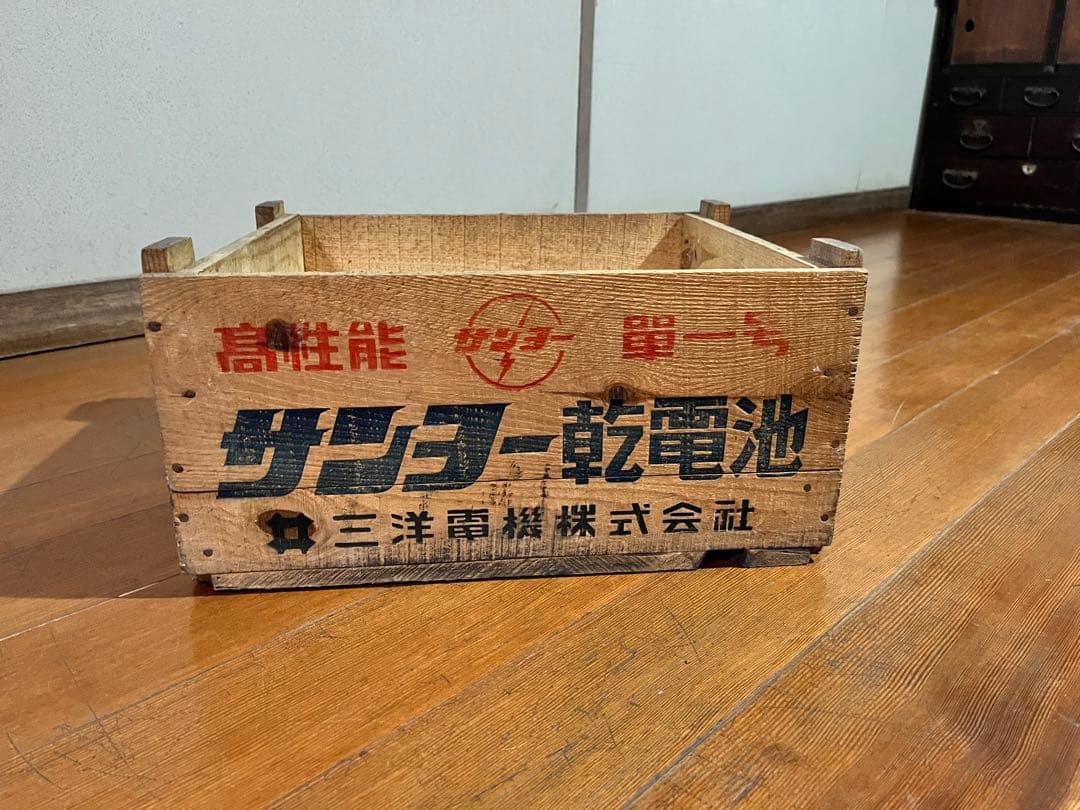 高性能 サンヨー 單一号
サンヨー乾電池
三洋電機株式会社